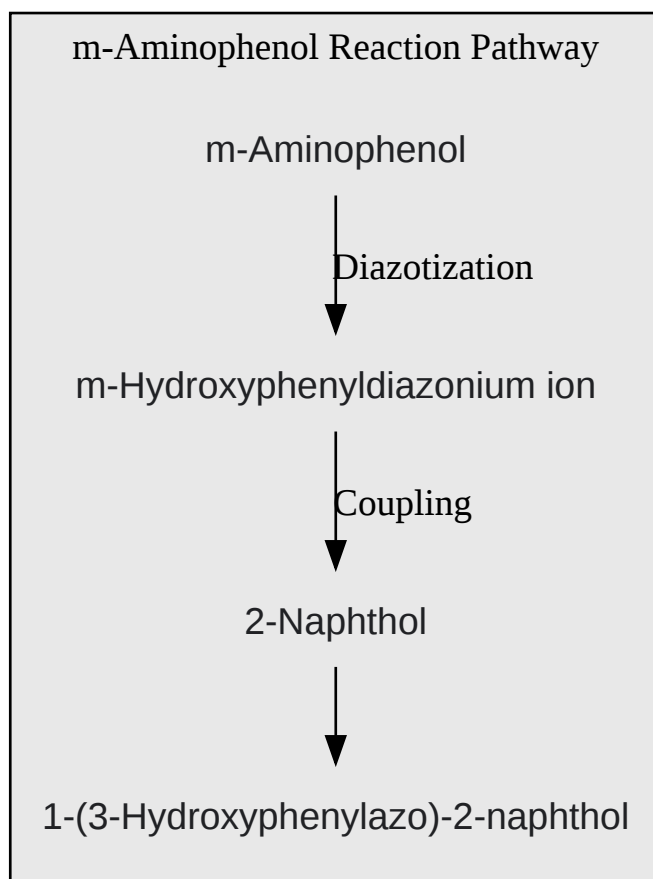 m-Aminophenol Reaction Pathway
m-Aminophenol
Diazotization
m-Hydroxyphenyldiazonium ion
Coupling
2-Naphthol
1-(3-Hydroxyphenylazo)-2-naphthol